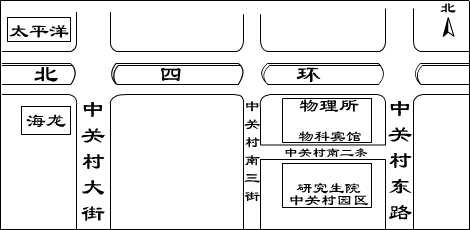 北
太平洋
北 四 环
海龙
中关村大街
中关村南三街
物理所
物科宾馆
中关村南二条
研究生院
中关村园区
中关村东路